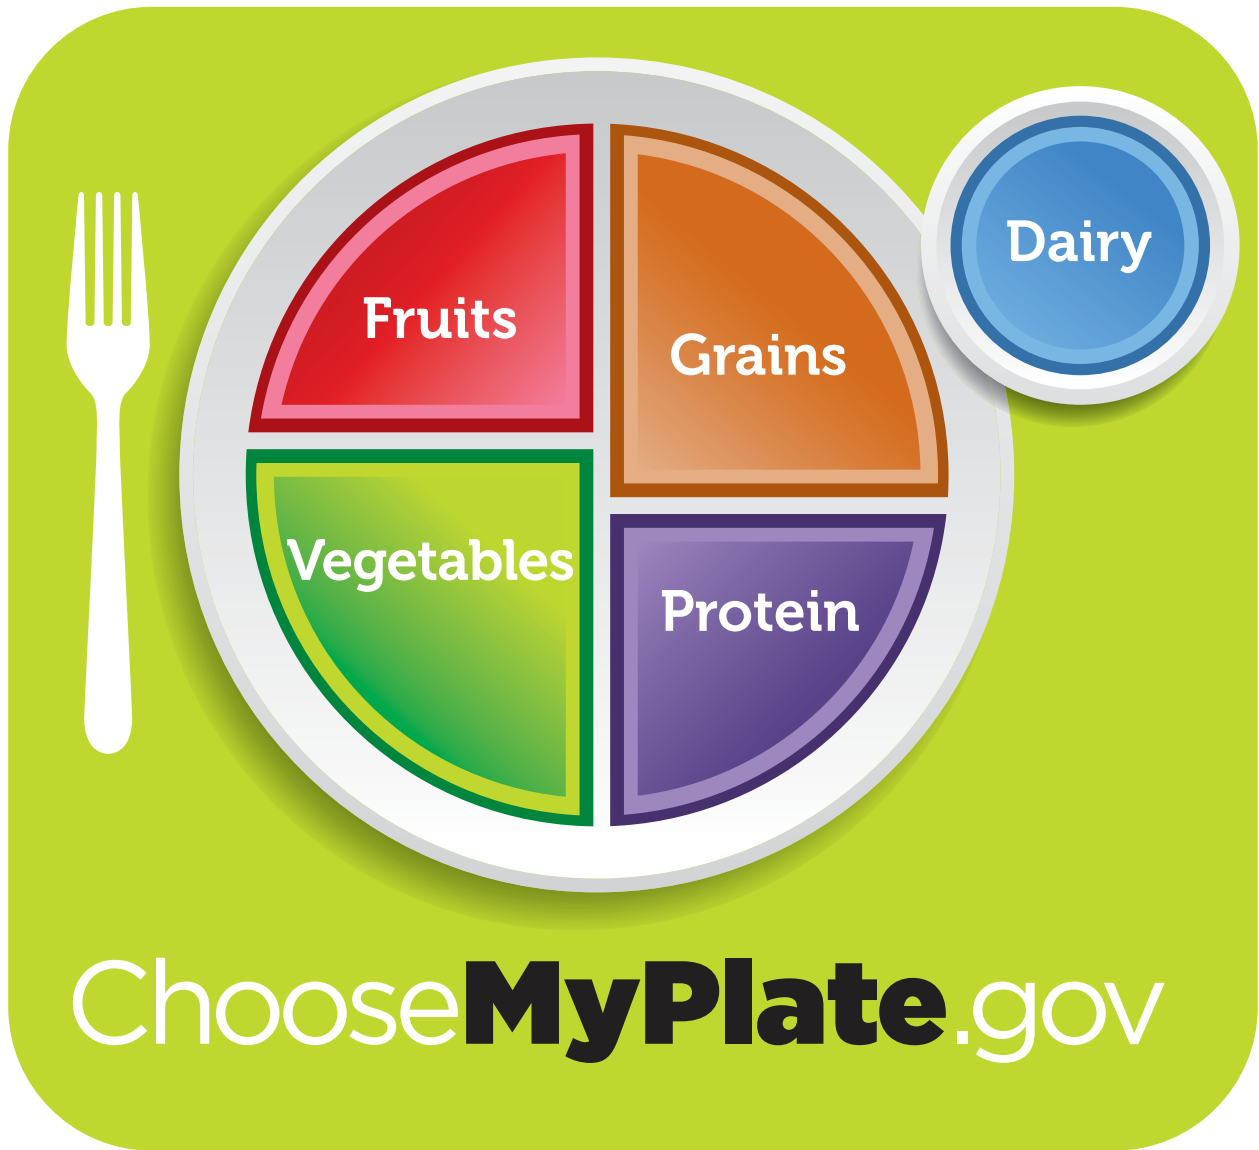 Fruits
Grains
Dairy
Vegetables
Protein
ChooseMyPlate.gov